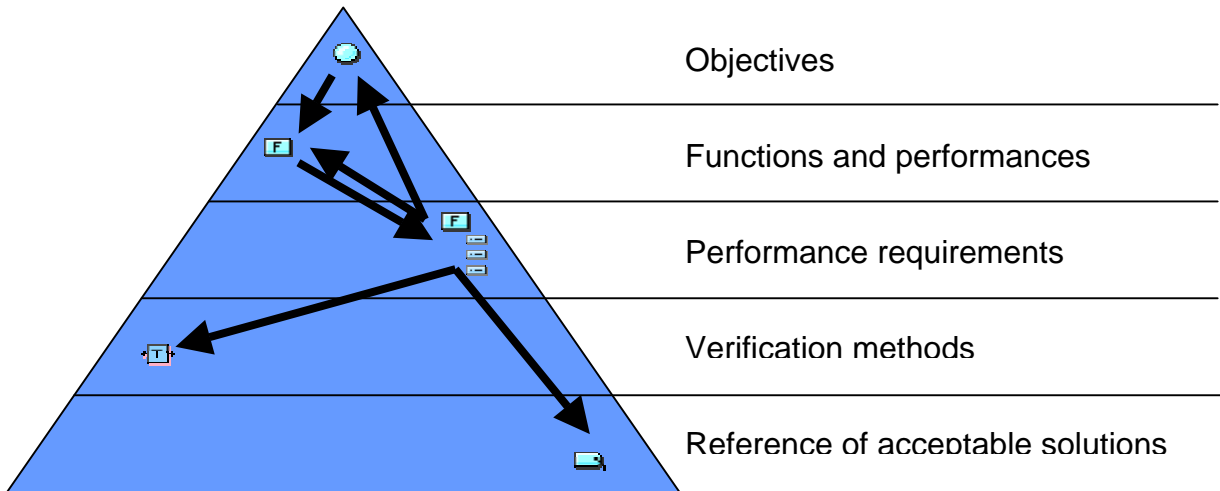 Objectives
F
Functions and performances
F
Performance requirements
T
Verification methods
Reference of acceptable solutions